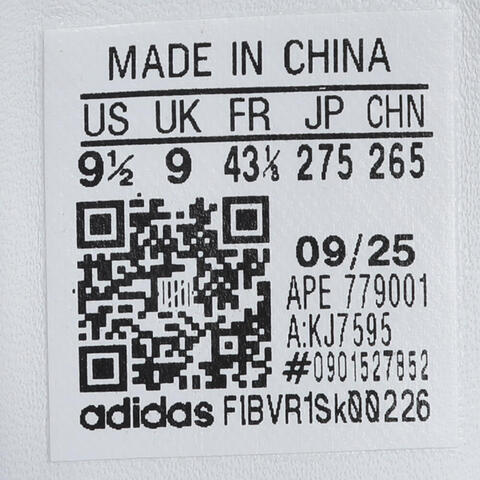 MADE IN CHINA
US UK FR JP CHN
9½ 9 43⅓ 275 265
09/25
APE 779001
A:KJ7595
#0901527852
adidas F1BVR1Sk00226